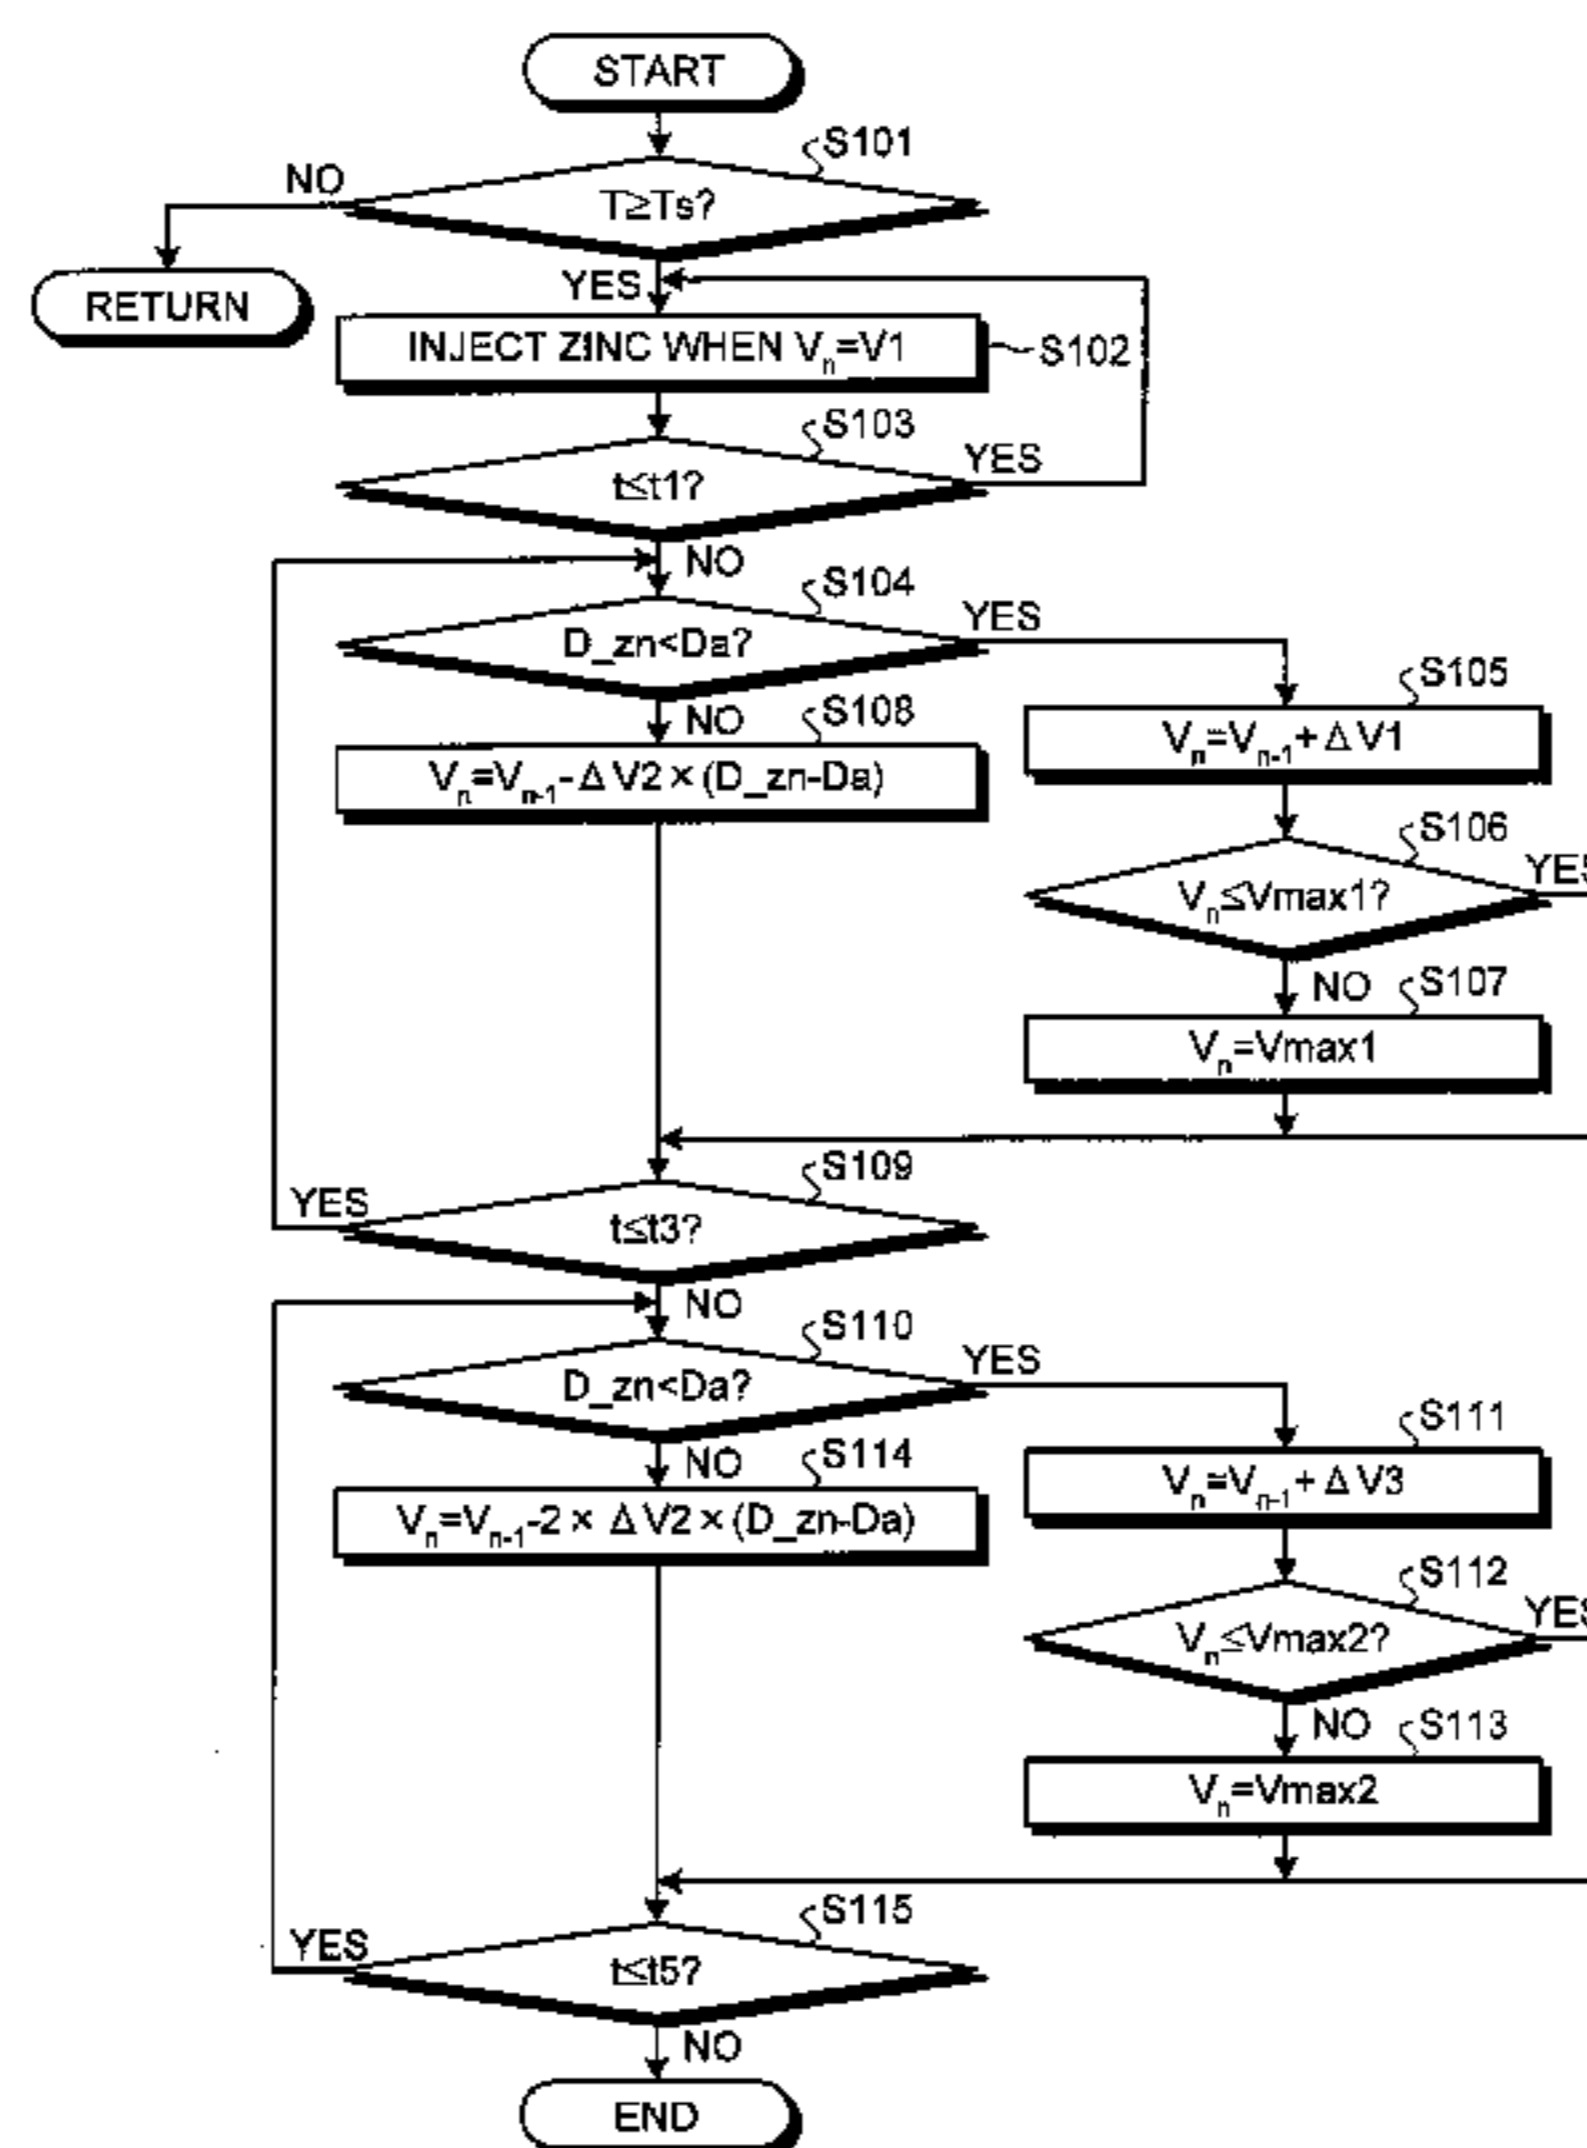 START
S101
NO
T≥Ts?
YES
RETURN
INJECT ZINC WHEN Vn=V1
S102
S103
YES
t≤t1?
NO
S104
YES
D_zn<Da?
S105
NO
S108
Vn=Vn-1+ΔV1
Vn=Vn-1-ΔV2×(D_zn-Da)
S106
YES
Vn≤Vmax1?
NO
S107
Vn=Vmax1
S109
YES
t≤t3?
NO
S110
YES
D_zn<Da?
S111
NO
S114
Vn=Vn-1+ΔV3
Vn=Vn-1-2×ΔV2×(D_zn-Da)
S112
YES
Vn≤Vmax2?
NO
S113
Vn=Vmax2
S115
YES
t≤t5?
NO
END